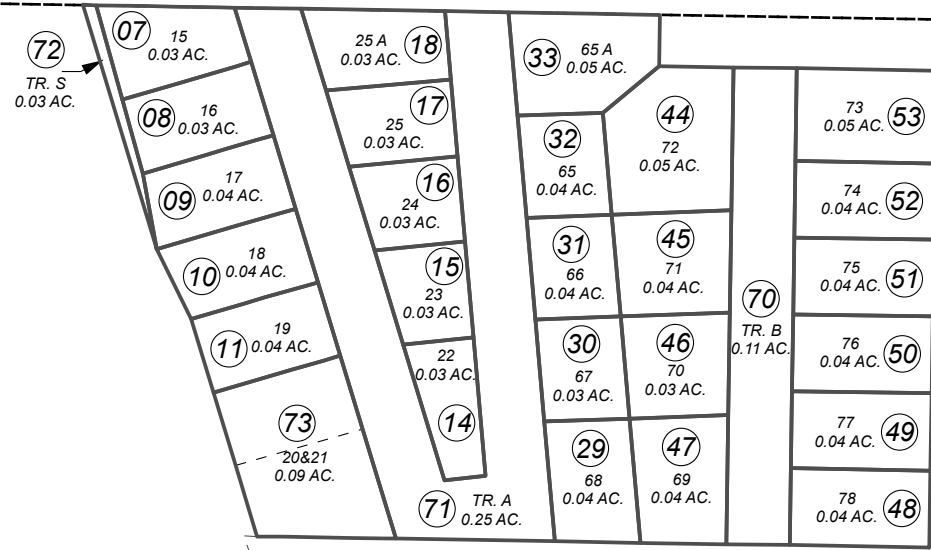 72
TR. S
0.03 AC.
07
15
0.03 AC.
08
16
0.03 AC.
09
17
0.04 AC.
10
18
0.04 AC.
11
19
0.04 AC.
73
20&21
0.09 AC.
25 A
0.03 AC.
18
25
0.03 AC.
17
24
0.03 AC.
16
23
0.03 AC.
15
22
0.03 AC.
14
71
TR. A
0.25 AC.
33
65 A
0.05 AC.
32
65
0.04 AC.
31
66
0.04 AC.
30
67
0.03 AC.
29
68
0.04 AC.
44
72
0.05 AC.
45
71
0.04 AC.
46
70
0.03 AC.
47
69
0.04 AC.
70
TR. B
0.11 AC.
73
0.05 AC.
53
74
0.04 AC.
52
75
0.04 AC.
51
76
0.04 AC.
50
77
0.04 AC.
49
78
0.04 AC.
48